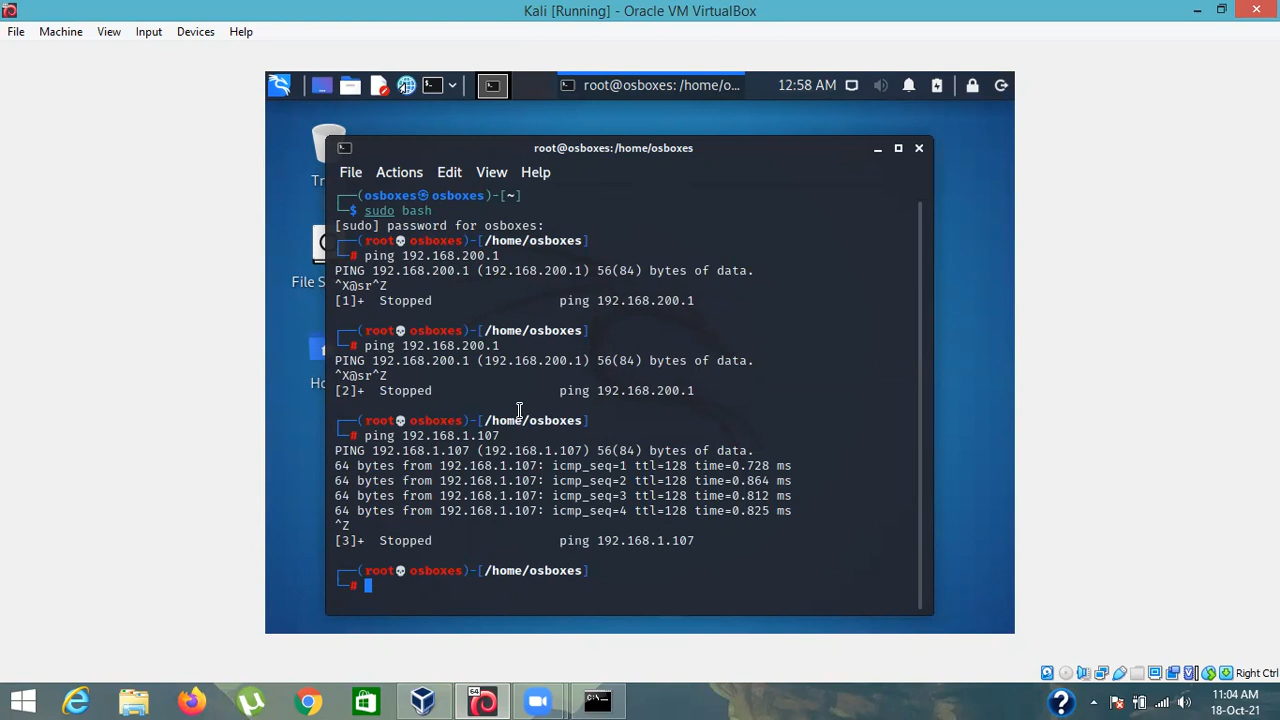 Kali [Running] - Oracle VM VirtualBox
File Machine View Input Devices Help
root@osboxes: /home/o... 12:58 AM
root@osboxes:/home/osboxes
File Actions Edit View Help
┌──(osboxes㉿osboxes)-[~]
└─$ sudo bash
[sudo] password for osboxes:
┌──(root💀osboxes)-[/home/osboxes]
└─# ping 192.168.200.1
PING 192.168.200.1 (192.168.200.1) 56(84) bytes of data.
^X@sr^Z
[1]+  Stopped                 ping 192.168.200.1
┌──(root💀osboxes)-[/home/osboxes]
└─# ping 192.168.200.1
PING 192.168.200.1 (192.168.200.1) 56(84) bytes of data.
^X@sr^Z
[2]+  Stopped                 ping 192.168.200.1
┌──(root💀osboxes)-[/home/osboxes]
└─# ping 192.168.1.107
PING 192.168.1.107 (192.168.1.107) 56(84) bytes of data.
64 bytes from 192.168.1.107: icmp_seq=1 ttl=128 time=0.728 ms
64 bytes from 192.168.1.107: icmp_seq=2 ttl=128 time=0.864 ms
64 bytes from 192.168.1.107: icmp_seq=3 ttl=128 time=0.812 ms
64 bytes from 192.168.1.107: icmp_seq=4 ttl=128 time=0.825 ms
^Z
[3]+  Stopped                 ping 192.168.1.107
┌──(root💀osboxes)-[/home/osboxes]
└─#
Tr
File S
Ho
Right Ctrl
64
11:04 AM
18-Oct-21